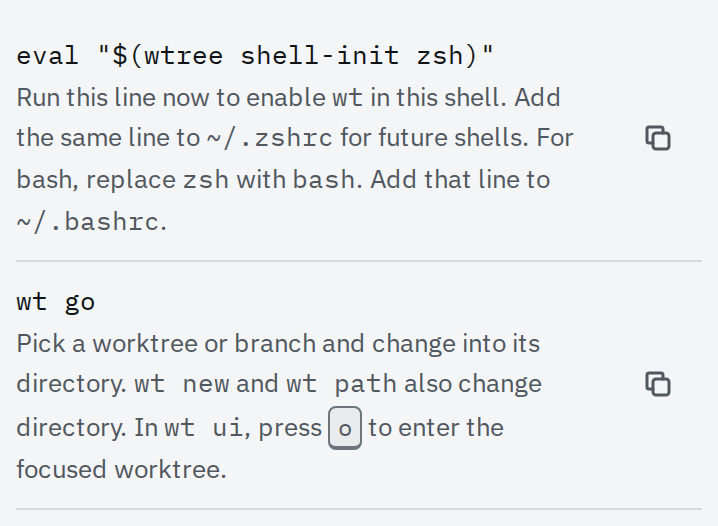 eval "$(wtree shell-init zsh)"
Run this line now to enable wt in this shell. Add
the same line to ~/.zshrc for future shells. For
bash, replace zsh with bash. Add that line to
~/.bashrc.
wt go
Pick a worktree or branch and change into its
directory. wt new and wt path also change
directory. In wt ui, press o to enter the
focused worktree.